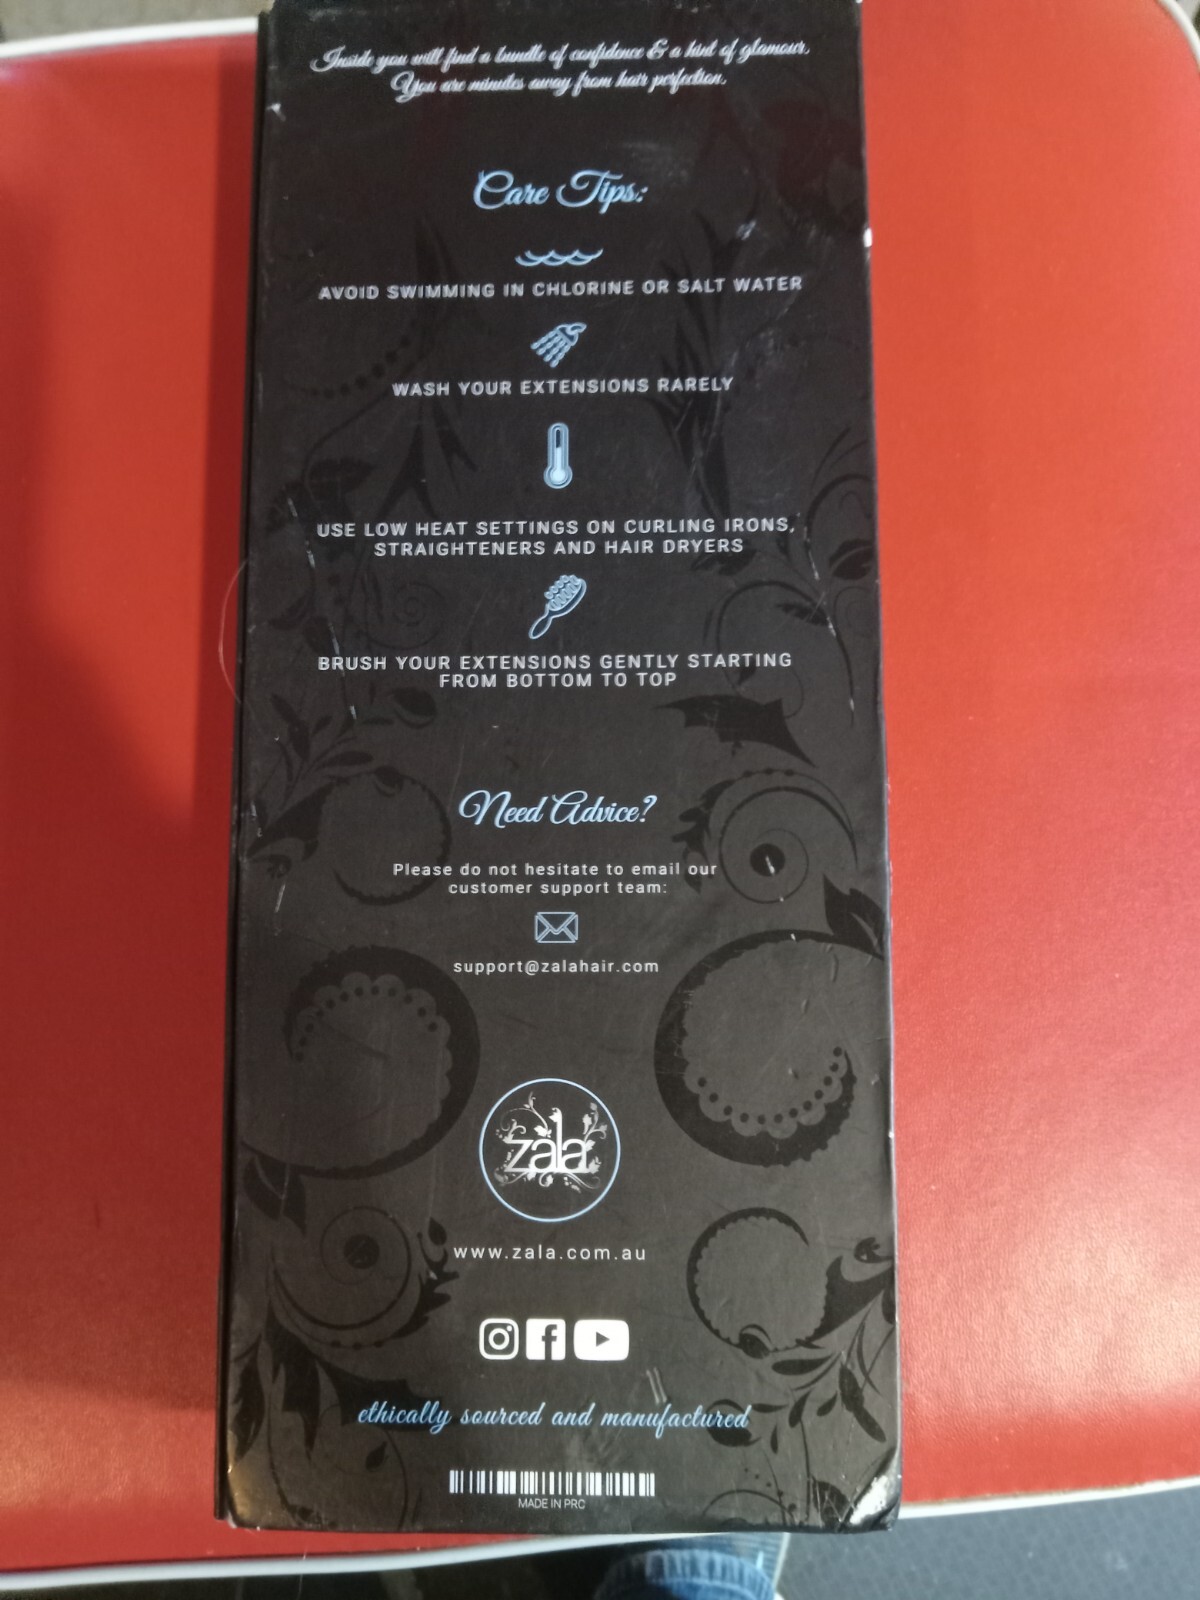 Inside you will find a bundle of confidence & a hint of glamour.
You are minutes away from hair perfection.
Care Tips:
AVOID SWIMMING IN CHLORINE OR SALT WATER
WASH YOUR EXTENSIONS RARELY
USE LOW HEAT SETTINGS ON CURLING IRONS,
STRAIGHTENERS AND HAIR DRYERS
BRUSH YOUR EXTENSIONS GENTLY STARTING
FROM BOTTOM TO TOP
Need Advice?
Please do not hesitate to email our
customer support team:
support@zalahair.com
zala
www.zala.com.au
ethically sourced and manufactured
MADE IN PRC